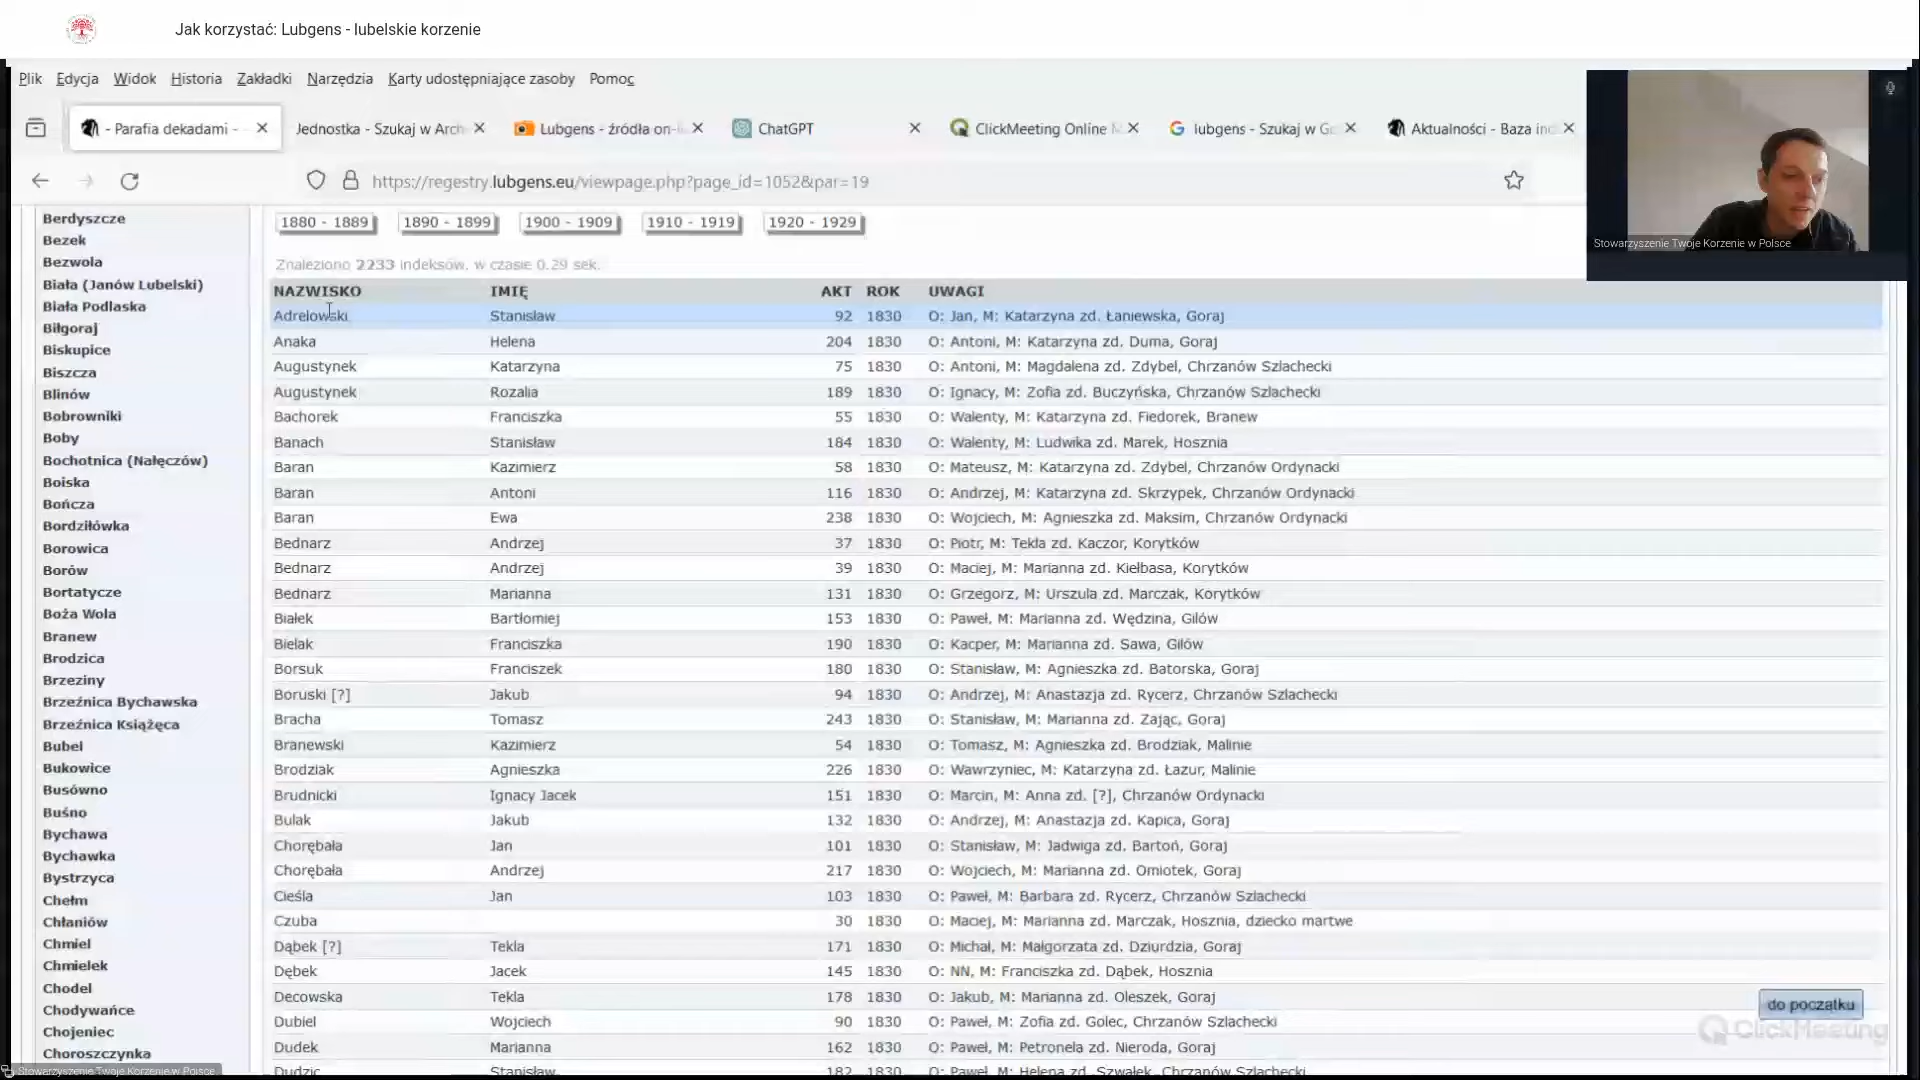 Jak korzystać: Lubgens - lubelskie korzenie
Plik Edycja Widok Historia Zakładki Narzędzia Karty udostępniające zasoby Pomoc
- Parafia dekadami - Jednostka - Szukaj w Arch Lubgens - źródła on-l ChatGPT ClickMeeting Online M lubgens - Szukaj w Go Aktualności - Baza ind
https://regestry.lubgens.eu/viewpage.php?page_id=1052&par=19
Stowarzyszenie Twoje Korzenie w Polsce
Berdyszcze
Bezek
Bezwola
Biała (Janów Lubelski)
Biała Podlaska
Biłgoraj
Biskupice
Biszcza
Blinów
Bobrowniki
Boby
Bochotnica (Nałęczów)
Boiska
Bończa
Bordziłówka
Borowica
Borów
Bortatycze
Boża Wola
Branew
Brodzica
Brzeziny
Brzeźnica Bychawska
Brzeźnica Książęca
Bubel
Bukowice
Busówno
Buśno
Bychawa
Bychawka
Bystrzyca
Chełm
Chłaniów
Chmiel
Chmielek
Chodel
Chodywańce
Chojeniec
Choroszczynka
1880 - 1889 1890 - 1899 1900 - 1909 1910 - 1919 1920 - 1929
Znaleziono 2233 indeksów, w czasie 0.29 sek.
NAZWISKO IMIĘ AKT ROK UWAGI
Adrelowski Stanisław 92 1830 O: Jan, M: Katarzyna zd. Łaniewska, Goraj
Anaka Helena 204 1830 O: Antoni, M: Katarzyna zd. Duma, Goraj
Augustynek Katarzyna 75 1830 O: Antoni, M: Magdalena zd. Zdybel, Chrzanów Szlachecki
Augustynek Rozalia 189 1830 O: Ignacy, M: Zofia zd. Buczyńska, Chrzanów Szlachecki
Bachorek Franciszka 55 1830 O: Walenty, M: Katarzyna zd. Fiedorek, Branew
Banach Stanisław 184 1830 O: Walenty, M: Ludwika zd. Marek, Hosznia
Baran Kazimierz 58 1830 O: Mateusz, M: Katarzyna zd. Zdybel, Chrzanów Ordynacki
Baran Antoni 116 1830 O: Andrzej, M: Katarzyna zd. Skrzypek, Chrzanów Ordynacki
Baran Ewa 238 1830 O: Wojciech, M: Agnieszka zd. Maksim, Chrzanów Ordynacki
Bednarz Andrzej 37 1830 O: Piotr, M: Tekla zd. Kaczor, Korytków
Bednarz Andrzej 39 1830 O: Maciej, M: Marianna zd. Kiełbasa, Korytków
Bednarz Marianna 131 1830 O: Grzegorz, M: Urszula zd. Marczak, Korytków
Białek Bartłomiej 153 1830 O: Paweł, M: Marianna zd. Wędzina, Gilów
Bielak Franciszka 190 1830 O: Kacper, M: Marianna zd. Sawa, Gilów
Borsuk Franciszek 180 1830 O: Stanisław, M: Agnieszka zd. Batorska, Goraj
Boruski [?] Jakub 94 1830 O: Andrzej, M: Anastazja zd. Rycerz, Chrzanów Szlachecki
Bracha Tomasz 243 1830 O: Stanisław, M: Marianna zd. Zając, Goraj
Branewski Kazimierz 54 1830 O: Tomasz, M: Agnieszka zd. Brodziak, Malinie
Brodziak Agnieszka 226 1830 O: Wawrzyniec, M: Katarzyna zd. Łazur, Malinie
Brudnicki Ignacy Jacek 151 1830 O: Marcin, M: Anna zd. [?], Chrzanów Ordynacki
Bulak Jakub 132 1830 O: Andrzej, M: Anastazja zd. Kapica, Goraj
Chorębała Jan 101 1830 O: Stanisław, M: Jadwiga zd. Bartoń, Goraj
Chorębała Andrzej 217 1830 O: Wojciech, M: Marianna zd. Omiotek, Goraj
Cieśla Jan 103 1830 O: Paweł, M: Barbara zd. Rycerz, Chrzanów Szlachecki
Czuba 30 1830 O: Maciej, M: Marianna zd. Marczak, Hosznia, dziecko martwe
Dąbek [?] Tekla 171 1830 O: Michał, M: Małgorzata zd. Dziurdzia, Goraj
Dębek Jacek 145 1830 O: NN, M: Franciszka zd. Dąbek, Hosznia
Decowska Tekla 178 1830 O: Jakub, M: Marianna zd. Oleszek, Goraj
Dubiel Wojciech 90 1830 O: Paweł, M: Zofia zd. Golec, Chrzanów Szlachecki
Dudek Marianna 162 1830 O: Paweł, M: Petronela zd. Nieroda, Goraj
Dudzic Stanisław 182 1830 O: Paweł, M: Helena zd. Szwałek, Chrzanów Szlachecki
do początku
ClickMeeting
Stowarzyszenie Twoje Korzenie w Polsce